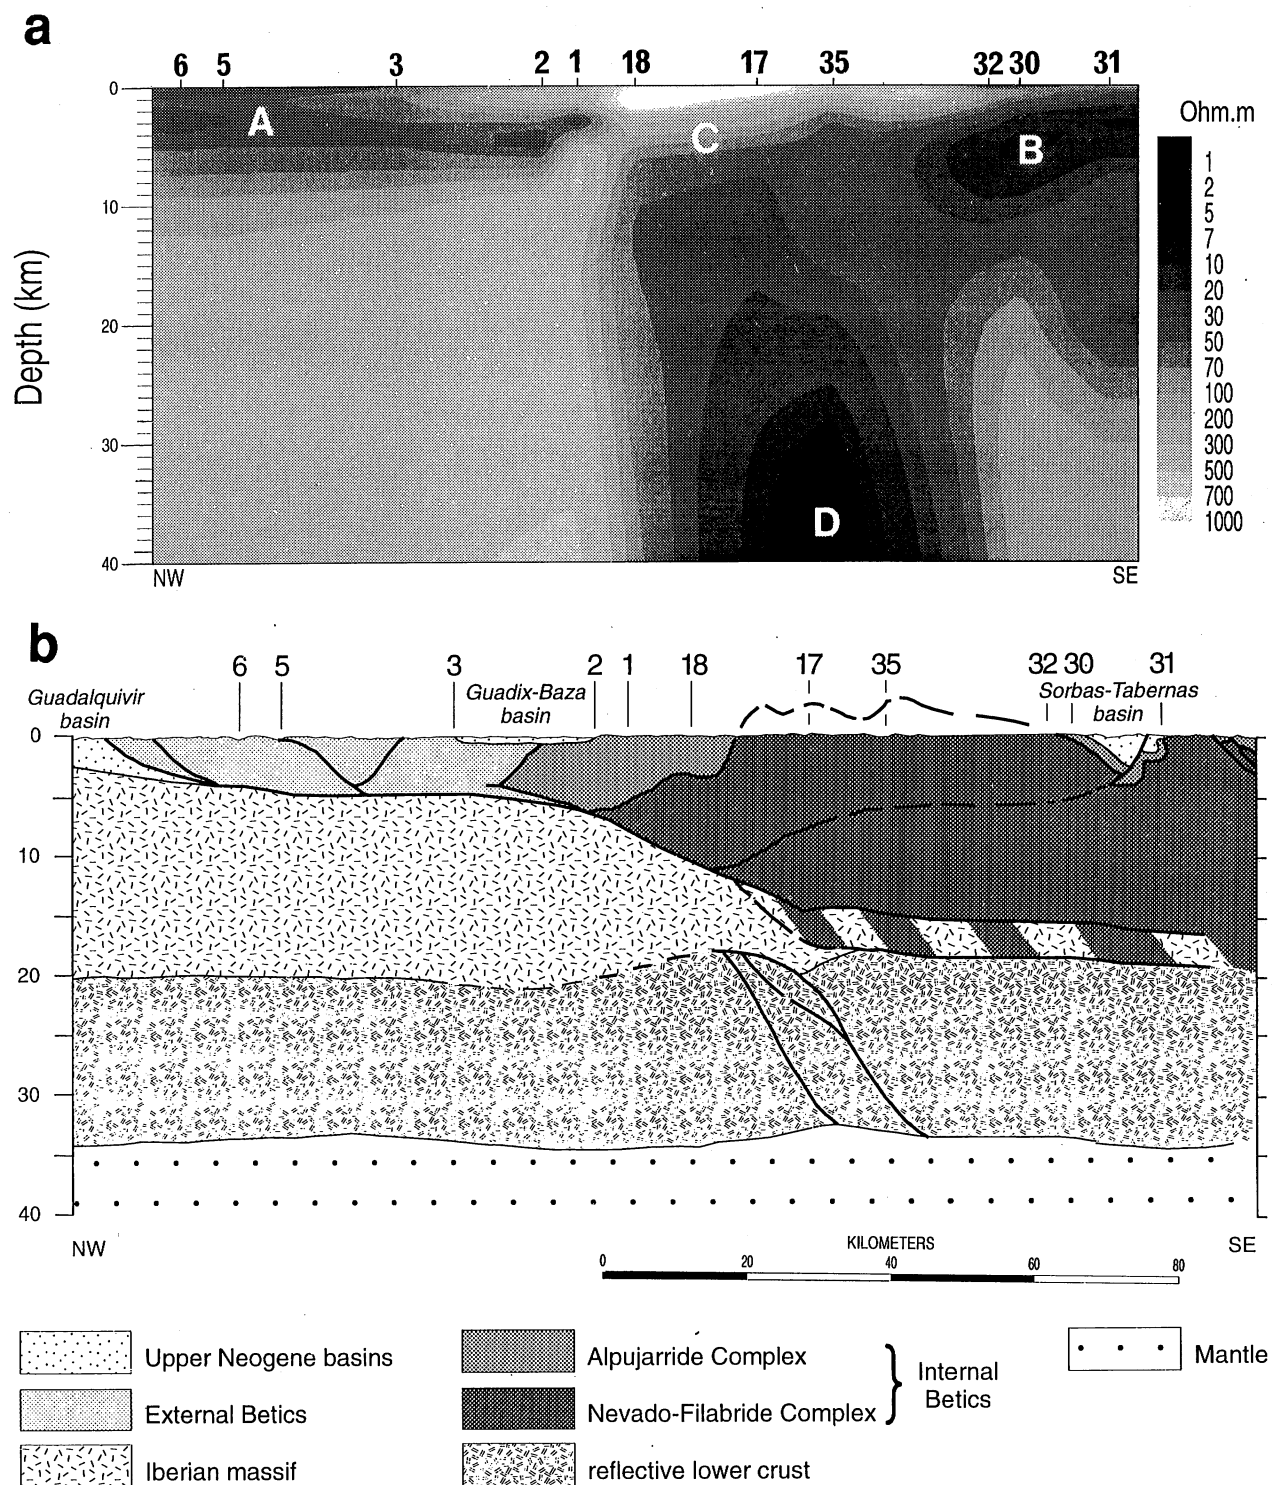 a
6 5 3 2 1 18 17 35 32 30 31
Ohm.m
0
10
20
30
40
Depth (km)
A
C
B
D
1
2
5
7
10
20
30
50
70
100
200
300
500
700
1000
NW SE
b
6 5 3 2 1 18 17 35 32 30 31
Guadalquivir
basin
Guadix-Baza
basin
Sorbas-Tabernas
basin
0
10
20
30
40
NW SE
KILOMETERS
0 20 40 60 80
Upper Neogene basins
External Betics
Iberian massif
Alpujarride Complex
Nevado-Filabride Complex
reflective lower crust
Internal
Betics
Mantle